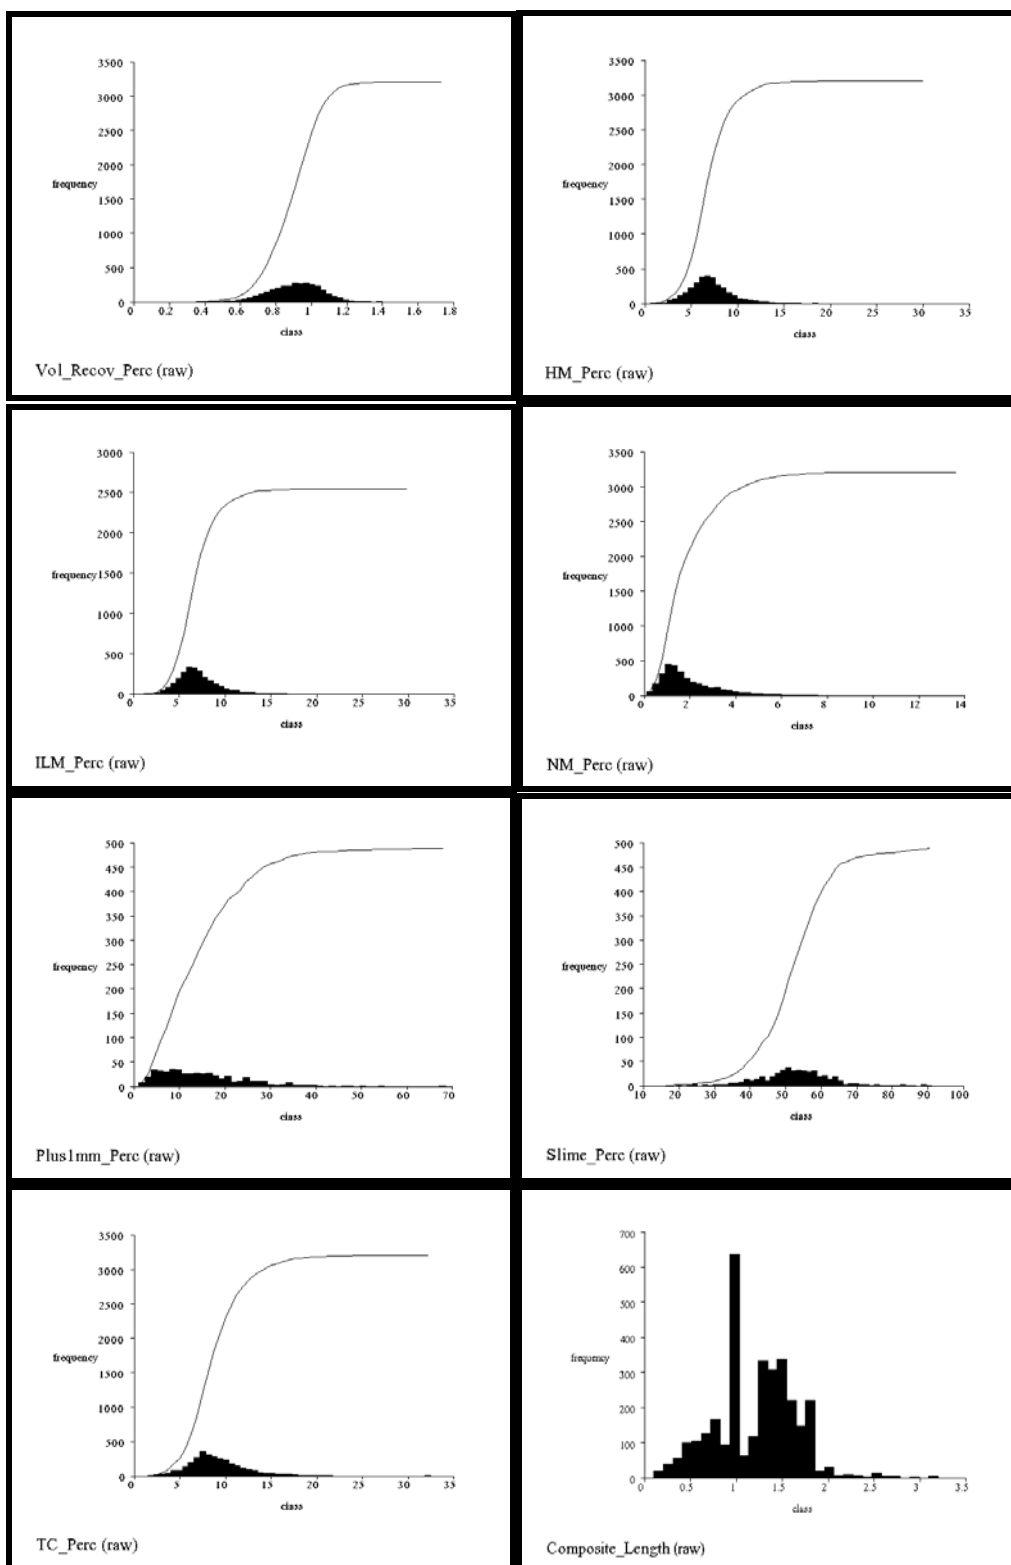 3500
3000
2500
2000
frequency
1500
1000
500
0
0 0.2 0.4 0.6 0.8 1 1.2 1.4 1.6 1.8
class
Vol_Recov_Perc (raw)
3500
3000
2500
2000
frequency
1500
1000
500
0
0 5 10 15 20 25 30 35
class
HM_Perc (raw)
3000
2500
2000
frequency 1500
1000
500
0
0 5 10 15 20 25 30 35
class
ILM_Perc (raw)
3500
3000
2500
2000
frequency
1500
1000
500
0
0 2 4 6 8 10 12 14
class
NM_Perc (raw)
500
450
400
350
300
frequency
250
200
150
100
50
0
0 10 20 30 40 50 60 70
class
Plus1mm_Perc (raw)
500
450
400
350
300
frequency
250
200
150
100
50
0
10 20 30 40 50 60 70 80 90 100
class
Slime_Perc (raw)
3500
3000
2500
2000
frequency
1500
1000
500
0
0 5 10 15 20 25 30 35
class
TC_Perc (raw)
700
600
500
400
frequency
300
200
100
0
0 0.5 1 1.5 2 2.5 3 3.5
class
Composite_Length (raw)